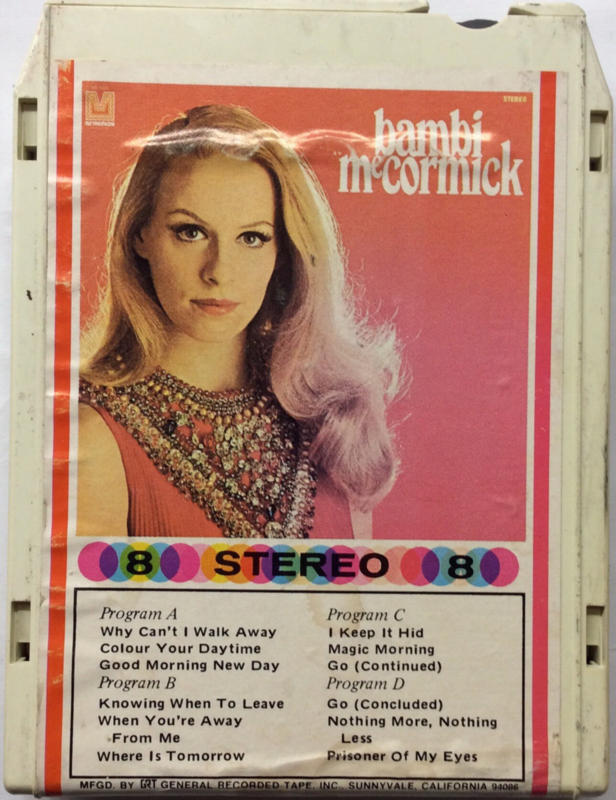 METROMEDIA
STEREO
bambi
mccormick
8 STEREO 8
Program A
Why Can't I Walk Away
Colour Your Daytime
Good Morning New Day
Program B
Knowing When To Leave
When You're Away
From Me
Where Is Tomorrow
Program C
I Keep It Hid
Magic Morning
Go (Continued)
Program D
Go (Concluded)
Nothing More, Nothing
Less
Prisoner Of My Eyes
MFGD. BY GRT GENERAL RECORDED TAPE, INC., SUNNYVALE, CALIFORNIA 94086